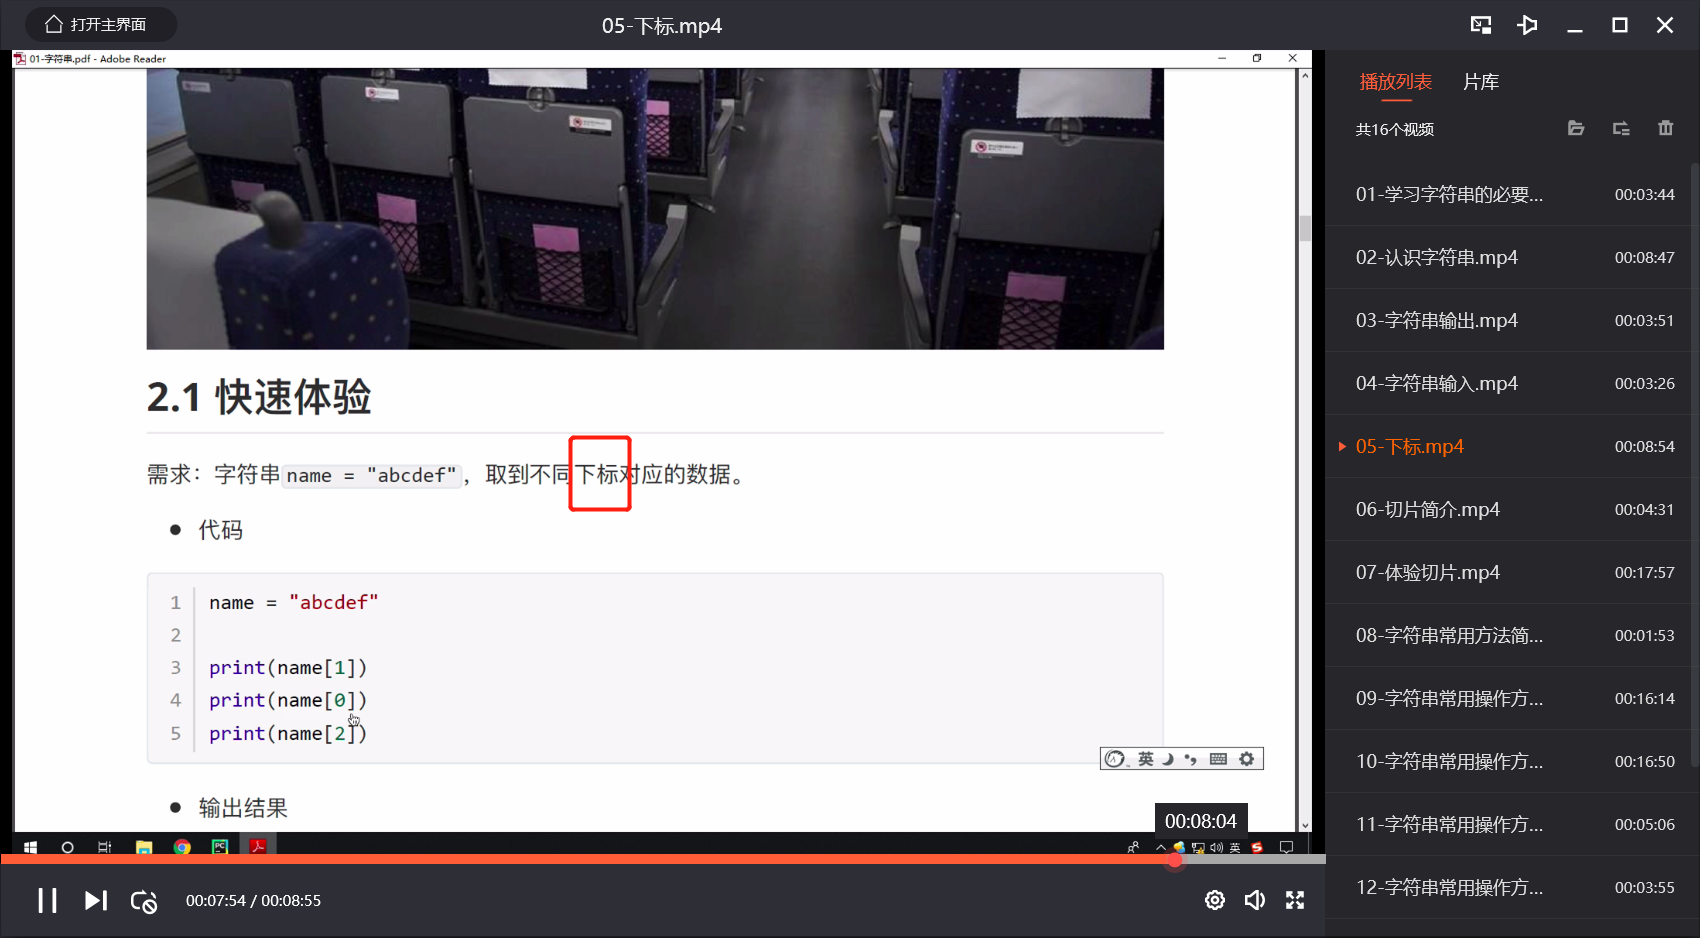 打开主界面
05-下标.mp4
01-字符串.pdf - Adobe Reader
2.1 快速体验
需求：字符串name = "abcdef"，取到不同下标对应的数据。
代码
1 name = "abcdef"
2
3 print(name[1])
4 print(name[0])
5 print(name[2])
英
输出结果
00:08:04
PC
英
00:07:54 / 00:08:55
播放列表 片库
共16个视频
01-学习字符串的必要... 00:03:44
02-认识字符串.mp4 00:08:47
03-字符串输出.mp4 00:03:51
04-字符串输入.mp4 00:03:26
05-下标.mp4 00:08:54
06-切片简介.mp4 00:04:31
07-体验切片.mp4 00:17:57
08-字符串常用方法简... 00:01:53
09-字符串常用操作方... 00:16:14
10-字符串常用操作方... 00:16:50
11-字符串常用操作方... 00:05:06
12-字符串常用操作方... 00:03:55